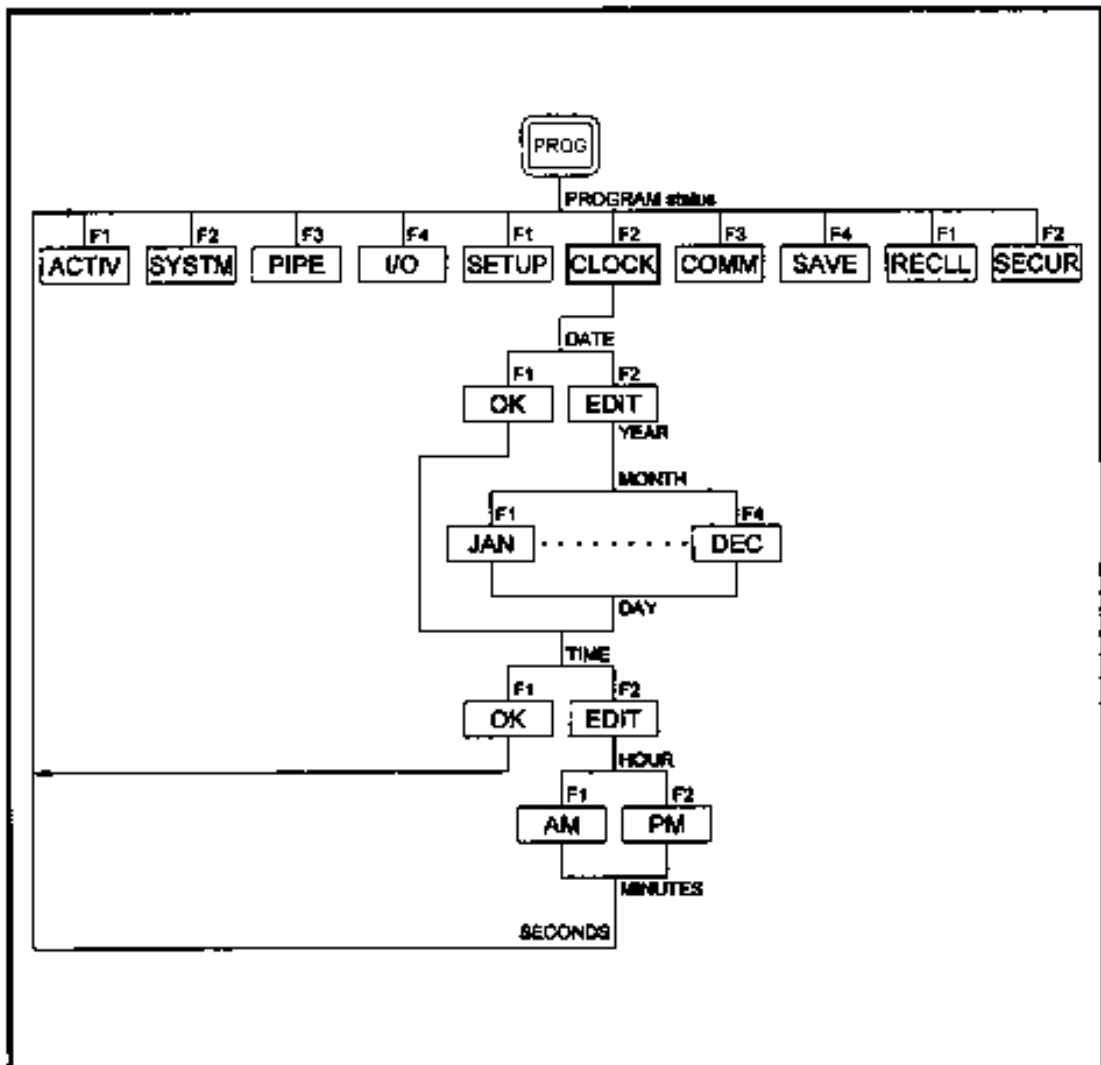 PROG
PROGRAM status
F1 F2 F3 F4 F1 F2 F3 F4 F1 F2
ACTIV SYSTM PIPE I/O SETUP CLOCK COMM SAVE RECLL SECUR
DATE
F1 F2
OK EDIT
YEAR
MONTH
F1 F4
JAN DEC
DAY
TIME
F1 F2
OK EDIT
HOUR
F1 F2
AM PM
MINUTES
SECONDS